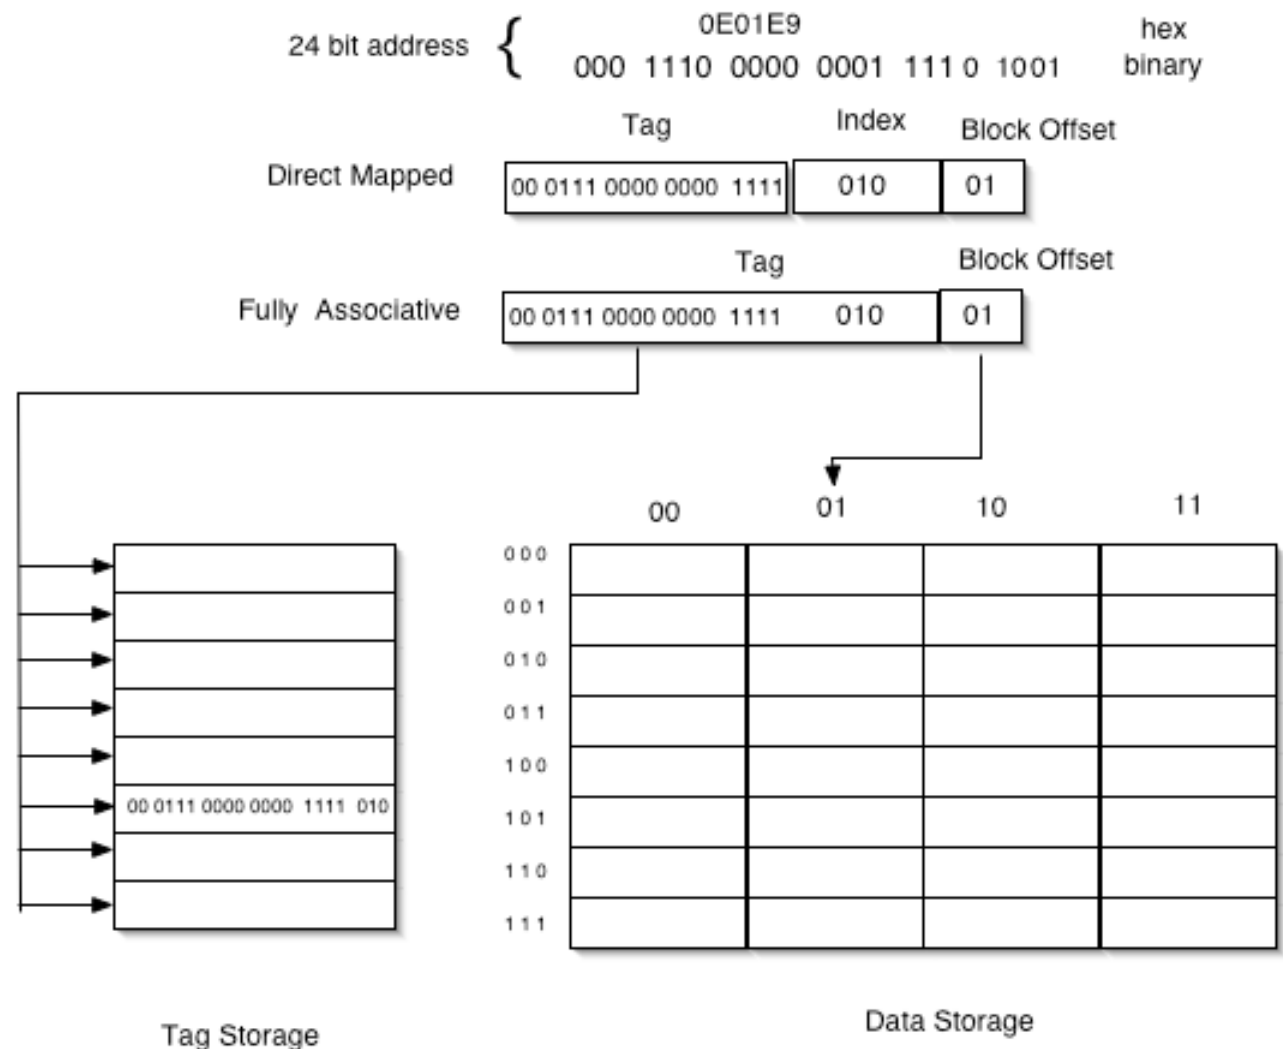 0E01E9
hex
24 bit address
000 1110 0000 0001 111 0 1001
binary
Tag
Index
Block Offset
Direct Mapped
00 0111 0000 0000 1111
010
01
Tag
Block Offset
Fully Associative
00 0111 0000 0000 1111
010
01
00
01
10
11
000
001
010
011
100
00 0111 0000 0000 1111 010
101
110
111
Tag Storage
Data Storage